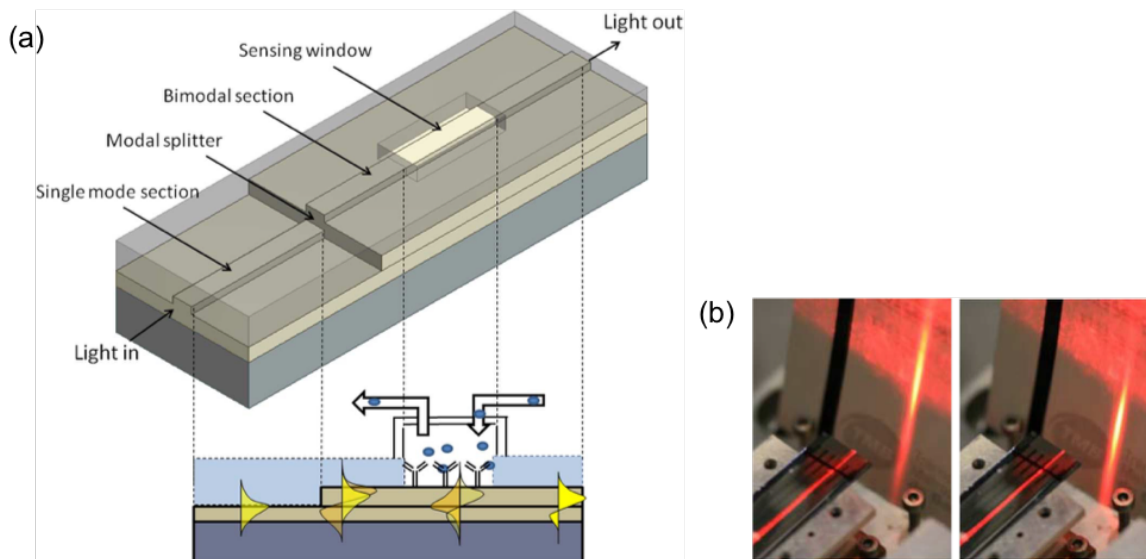 (a)
Light out
Sensing window
Bimodal section
Modal splitter
Single mode section
Light in
(b)